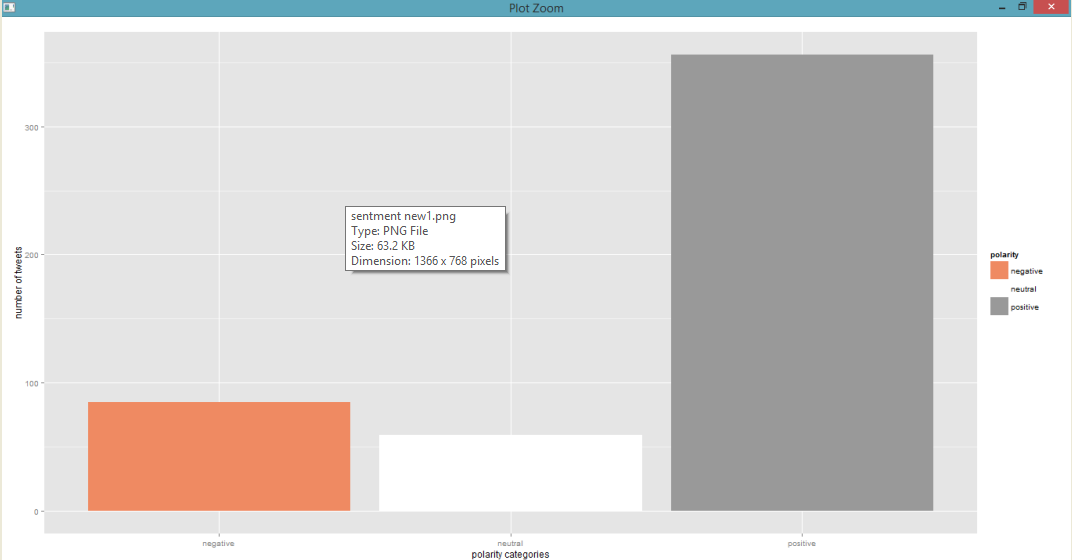 Plot Zoom
300
200
100
0
number of tweets
sentment new1.png
Type: PNG File
Size: 63.2 KB
Dimension: 1366 x 768 pixels
negative
neutral
positive
polarity categories
polarity
negative
neutral
positive